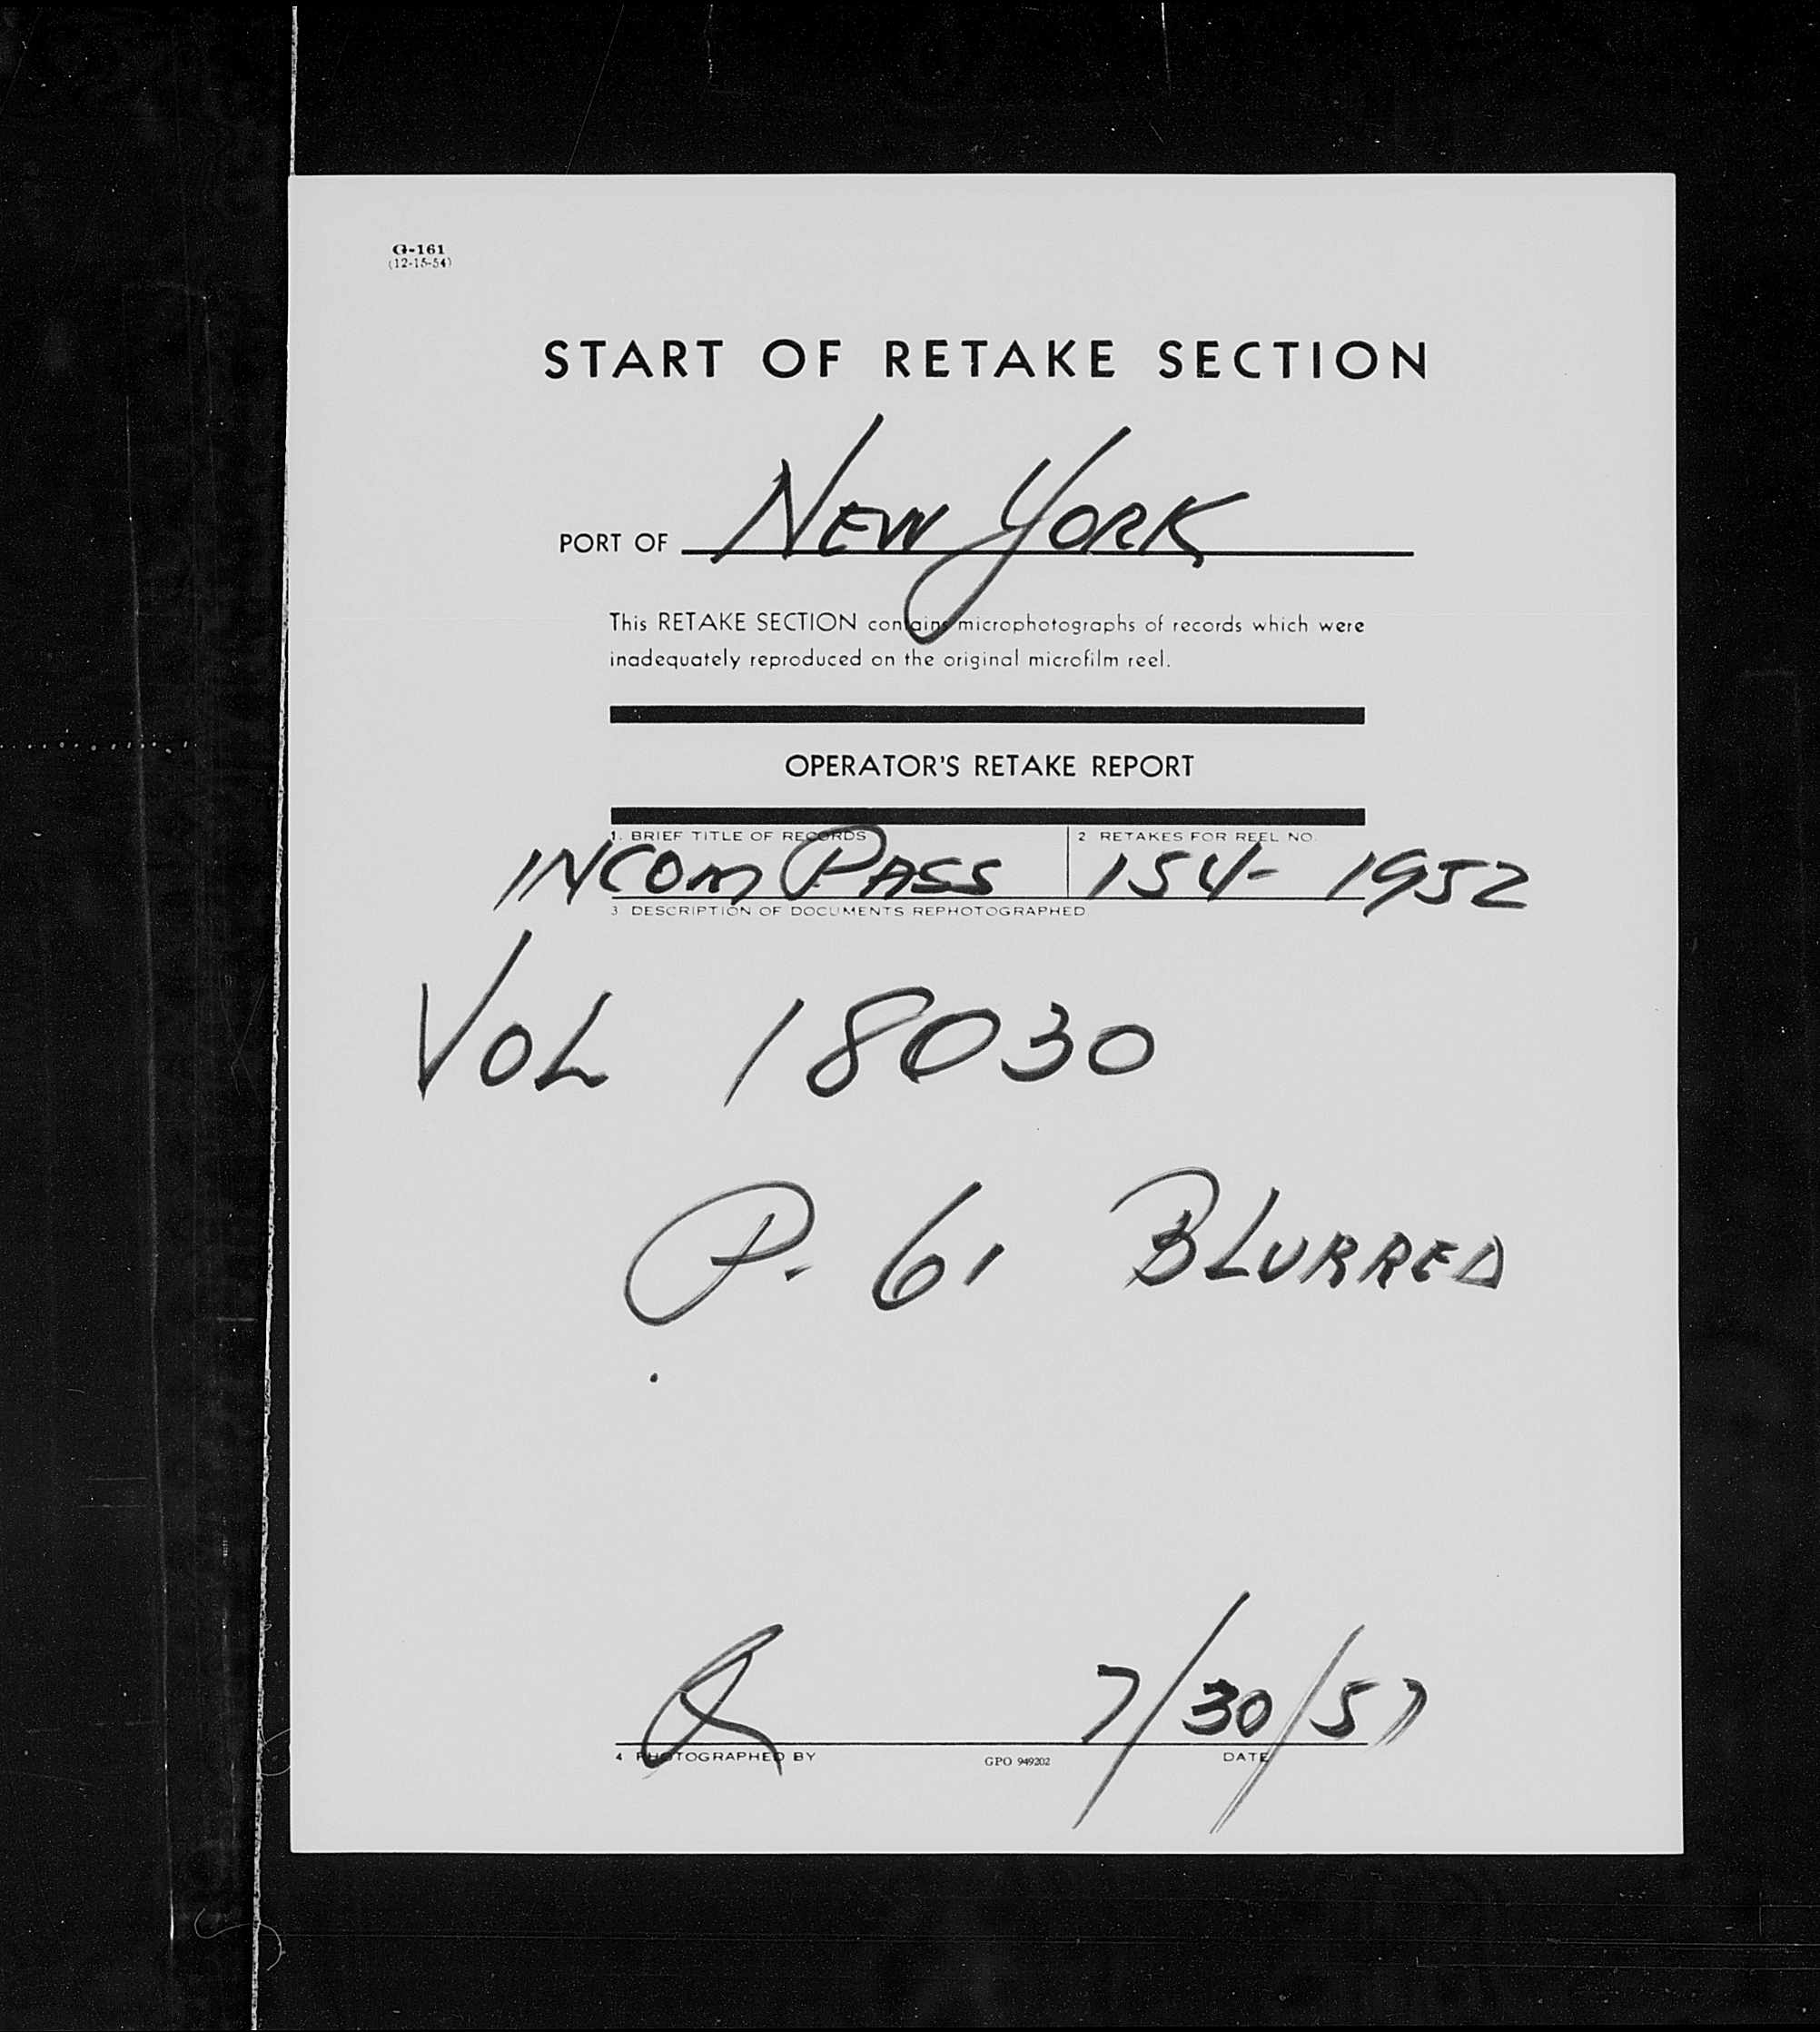 G-161
(12-15-54)
START OF RETAKE SECTION
PORT OF NEW YORK
This RETAKE SECTION contains microphotographs of records which were
inadequately reproduced on the original microfilm reel.
OPERATOR'S RETAKE REPORT
1. BRIEF TITLE OF RECORDS
2 RETAKES FOR REEL NO.
INCOM PASS 154- 1952
3 DESCRIPTION OF DOCUMENTS REPHOTOGRAPHED.
VOL 18030
P. 61 BLURRED
7/30/57
4 PHOTOGRAPHED BY GPO 949202 DATE